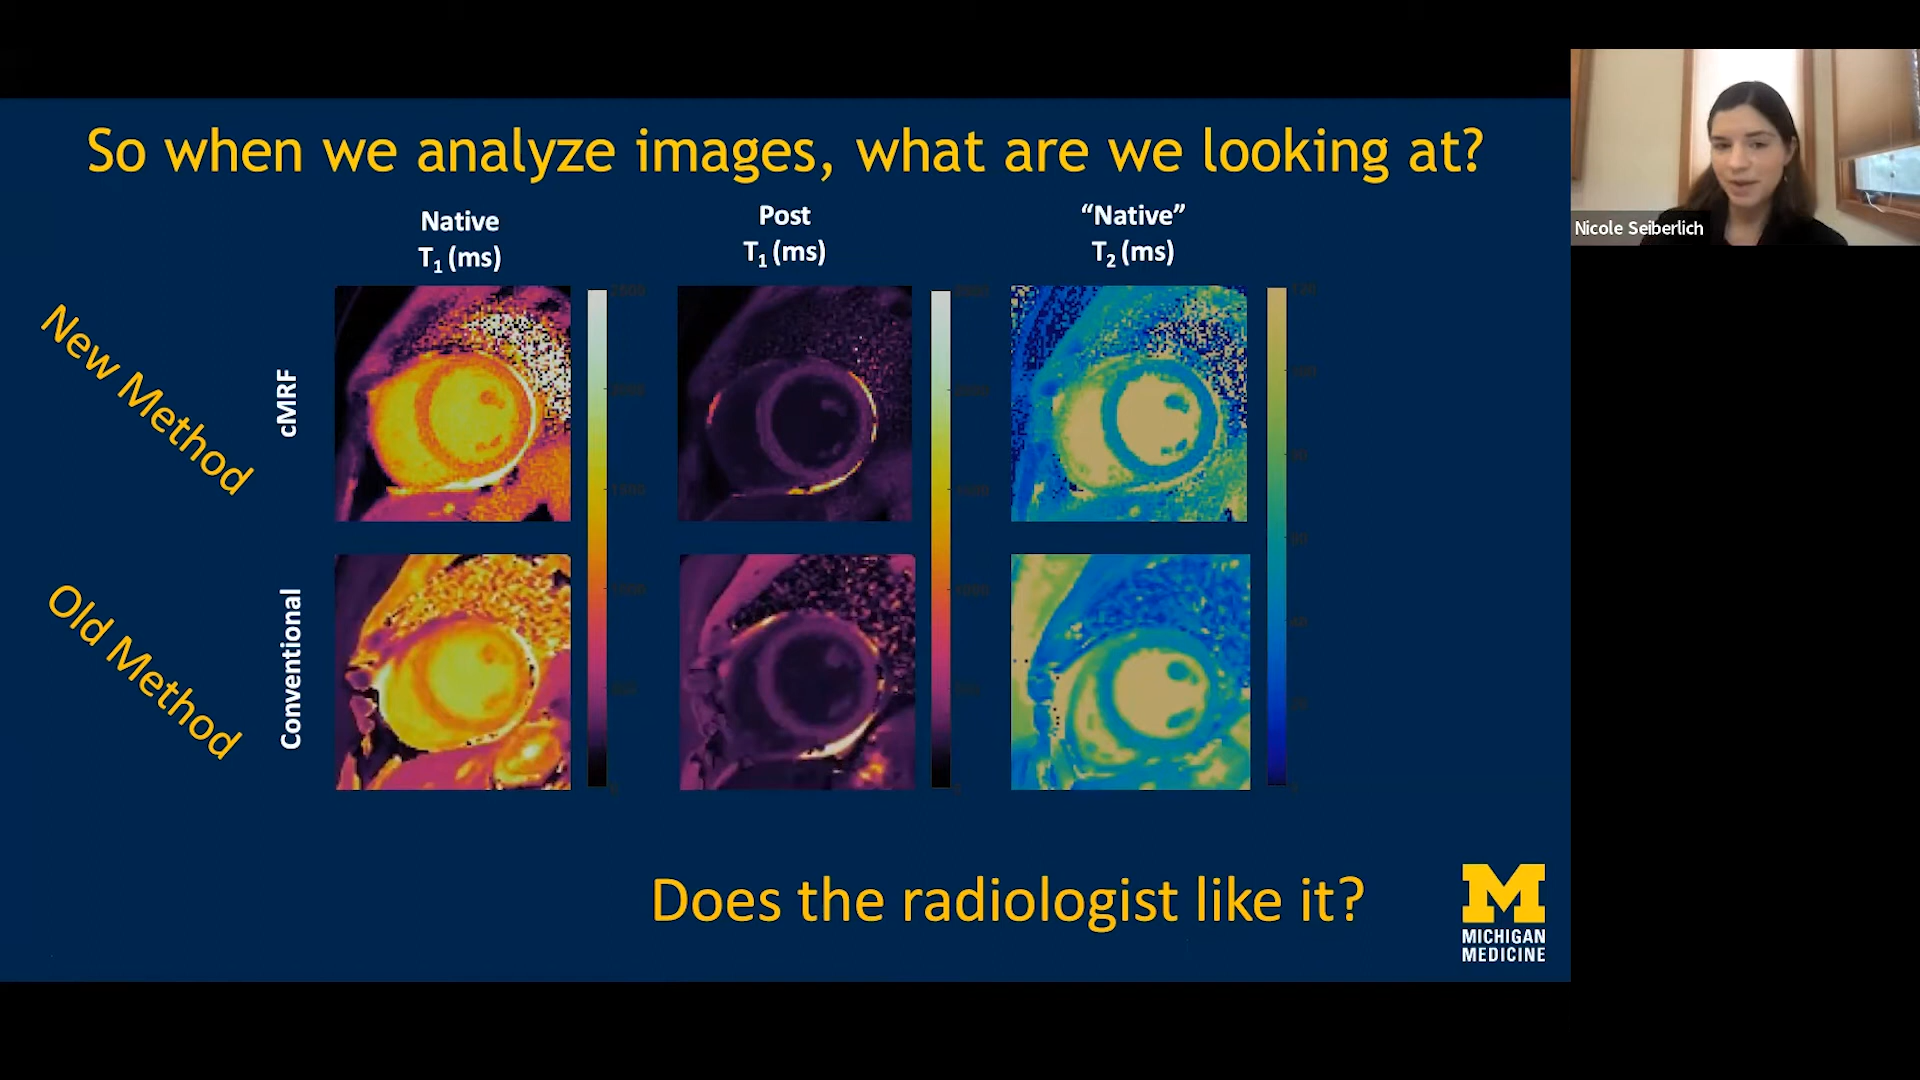 So when we analyze images, what are we looking at?
Nicole Seiberlich
Native
T₁ (ms)
Post
T₁ (ms)
“Native”
T₂ (ms)
New Method
cMRF
Old Method
Conventional
Does the radiologist like it?
M
MICHIGAN
MEDICINE